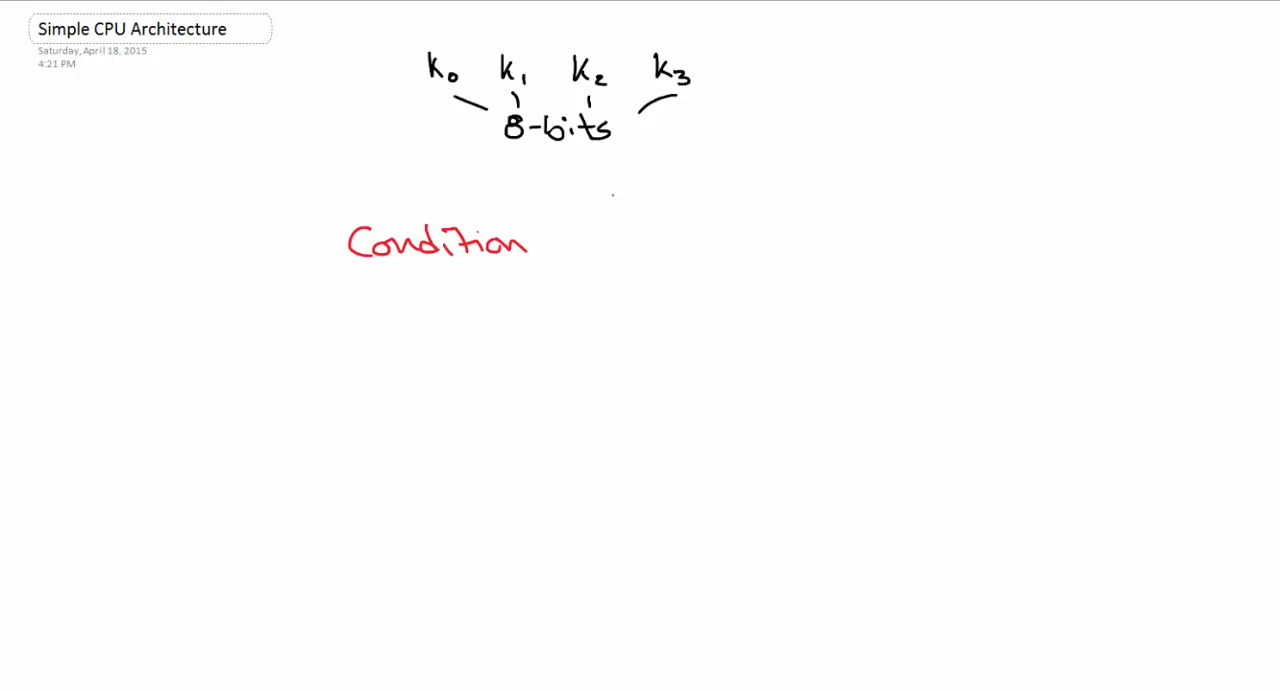 Simple CPU Architecture
Saturday, April 18, 2015
4:21 PM
k₀ k₁ k₂ k₃
8-bits
Condition